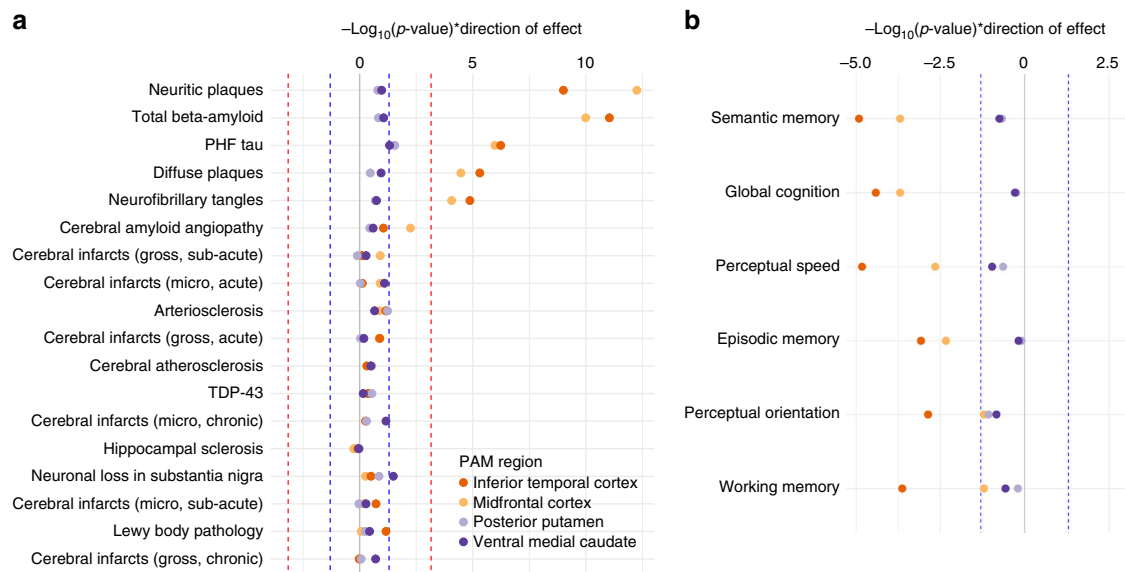 a
–Log10(p-value)*direction of effect
0 5 10
Neuritic plaques
Total beta-amyloid
PHF tau
Diffuse plaques
Neurofibrillary tangles
Cerebral amyloid angiopathy
Cerebral infarcts (gross, sub-acute)
Cerebral infarcts (micro, acute)
Arteriosclerosis
Cerebral infarcts (gross, acute)
Cerebral atherosclerosis
TDP-43
Cerebral infarcts (micro, chronic)
Hippocampal sclerosis
Neuronal loss in substantia nigra
Cerebral infarcts (micro, sub-acute)
Lewy body pathology
Cerebral infarcts (gross, chronic)
PAM region
Inferior temporal cortex
Midfrontal cortex
Posterior putamen
Ventral medial caudate
b
–Log10(p-value)*direction of effect
–5.0 –2.5 0 2.5
Semantic memory
Global cognition
Perceptual speed
Episodic memory
Perceptual orientation
Working memory